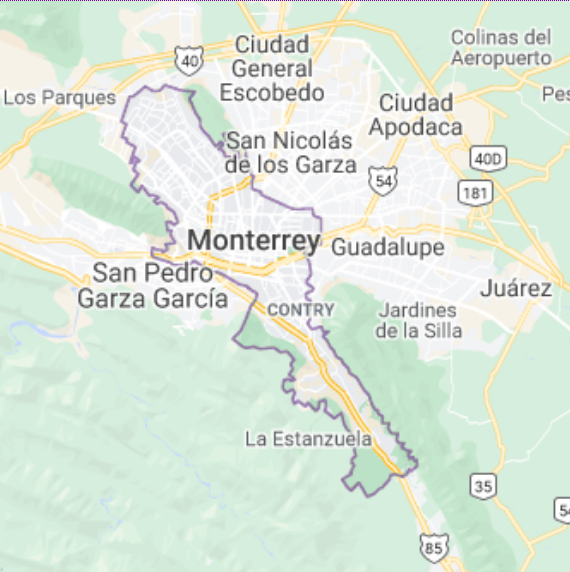 Colinas del
Aeropuerto
Ciudad
General
Escobedo
40
Los Parques
Ciudad
Apodaca
Pes
San Nicolás
de los Garza
40D
54
181
Monterrey
Guadalupe
San Pedro
Garza García
Juárez
CONTRY
Jardines
de la Silla
La Estanzuela
35
54
85